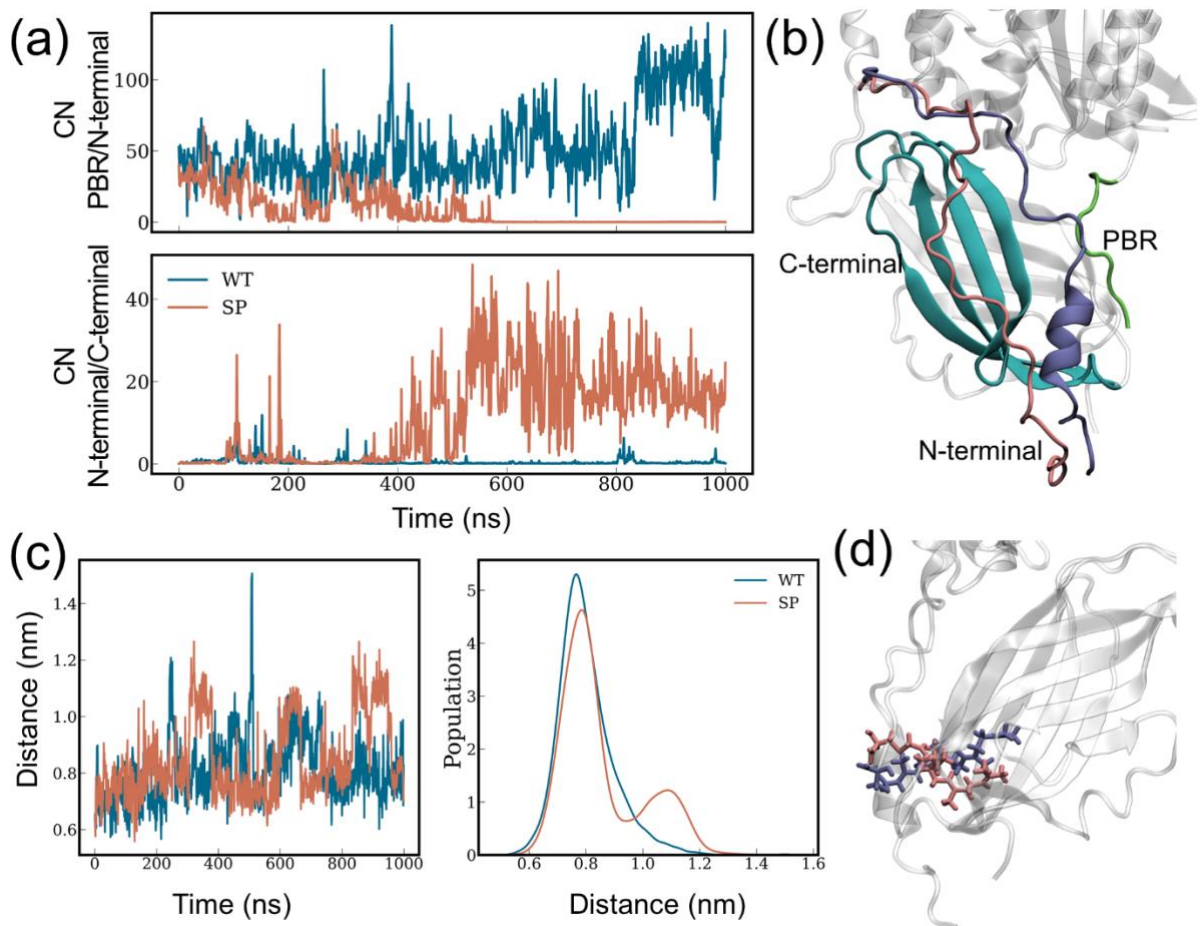 (a)
CN
PBR/N-terminal
100
50
0
CN
N-terminal/C-terminal
WT
SP
40
20
0
0 200 400 600 800 1000
Time (ns)
(b)
C-terminal
PBR
N-terminal
(c)
Distance (nm)
1.4
1.2
1.0
0.8
0.6
0 200 400 600 800 1000
Time (ns)
Population
5
4
3
2
1
0
WT
SP
0.6 0.8 1.0 1.2 1.4 1.6
Distance (nm)
(d)